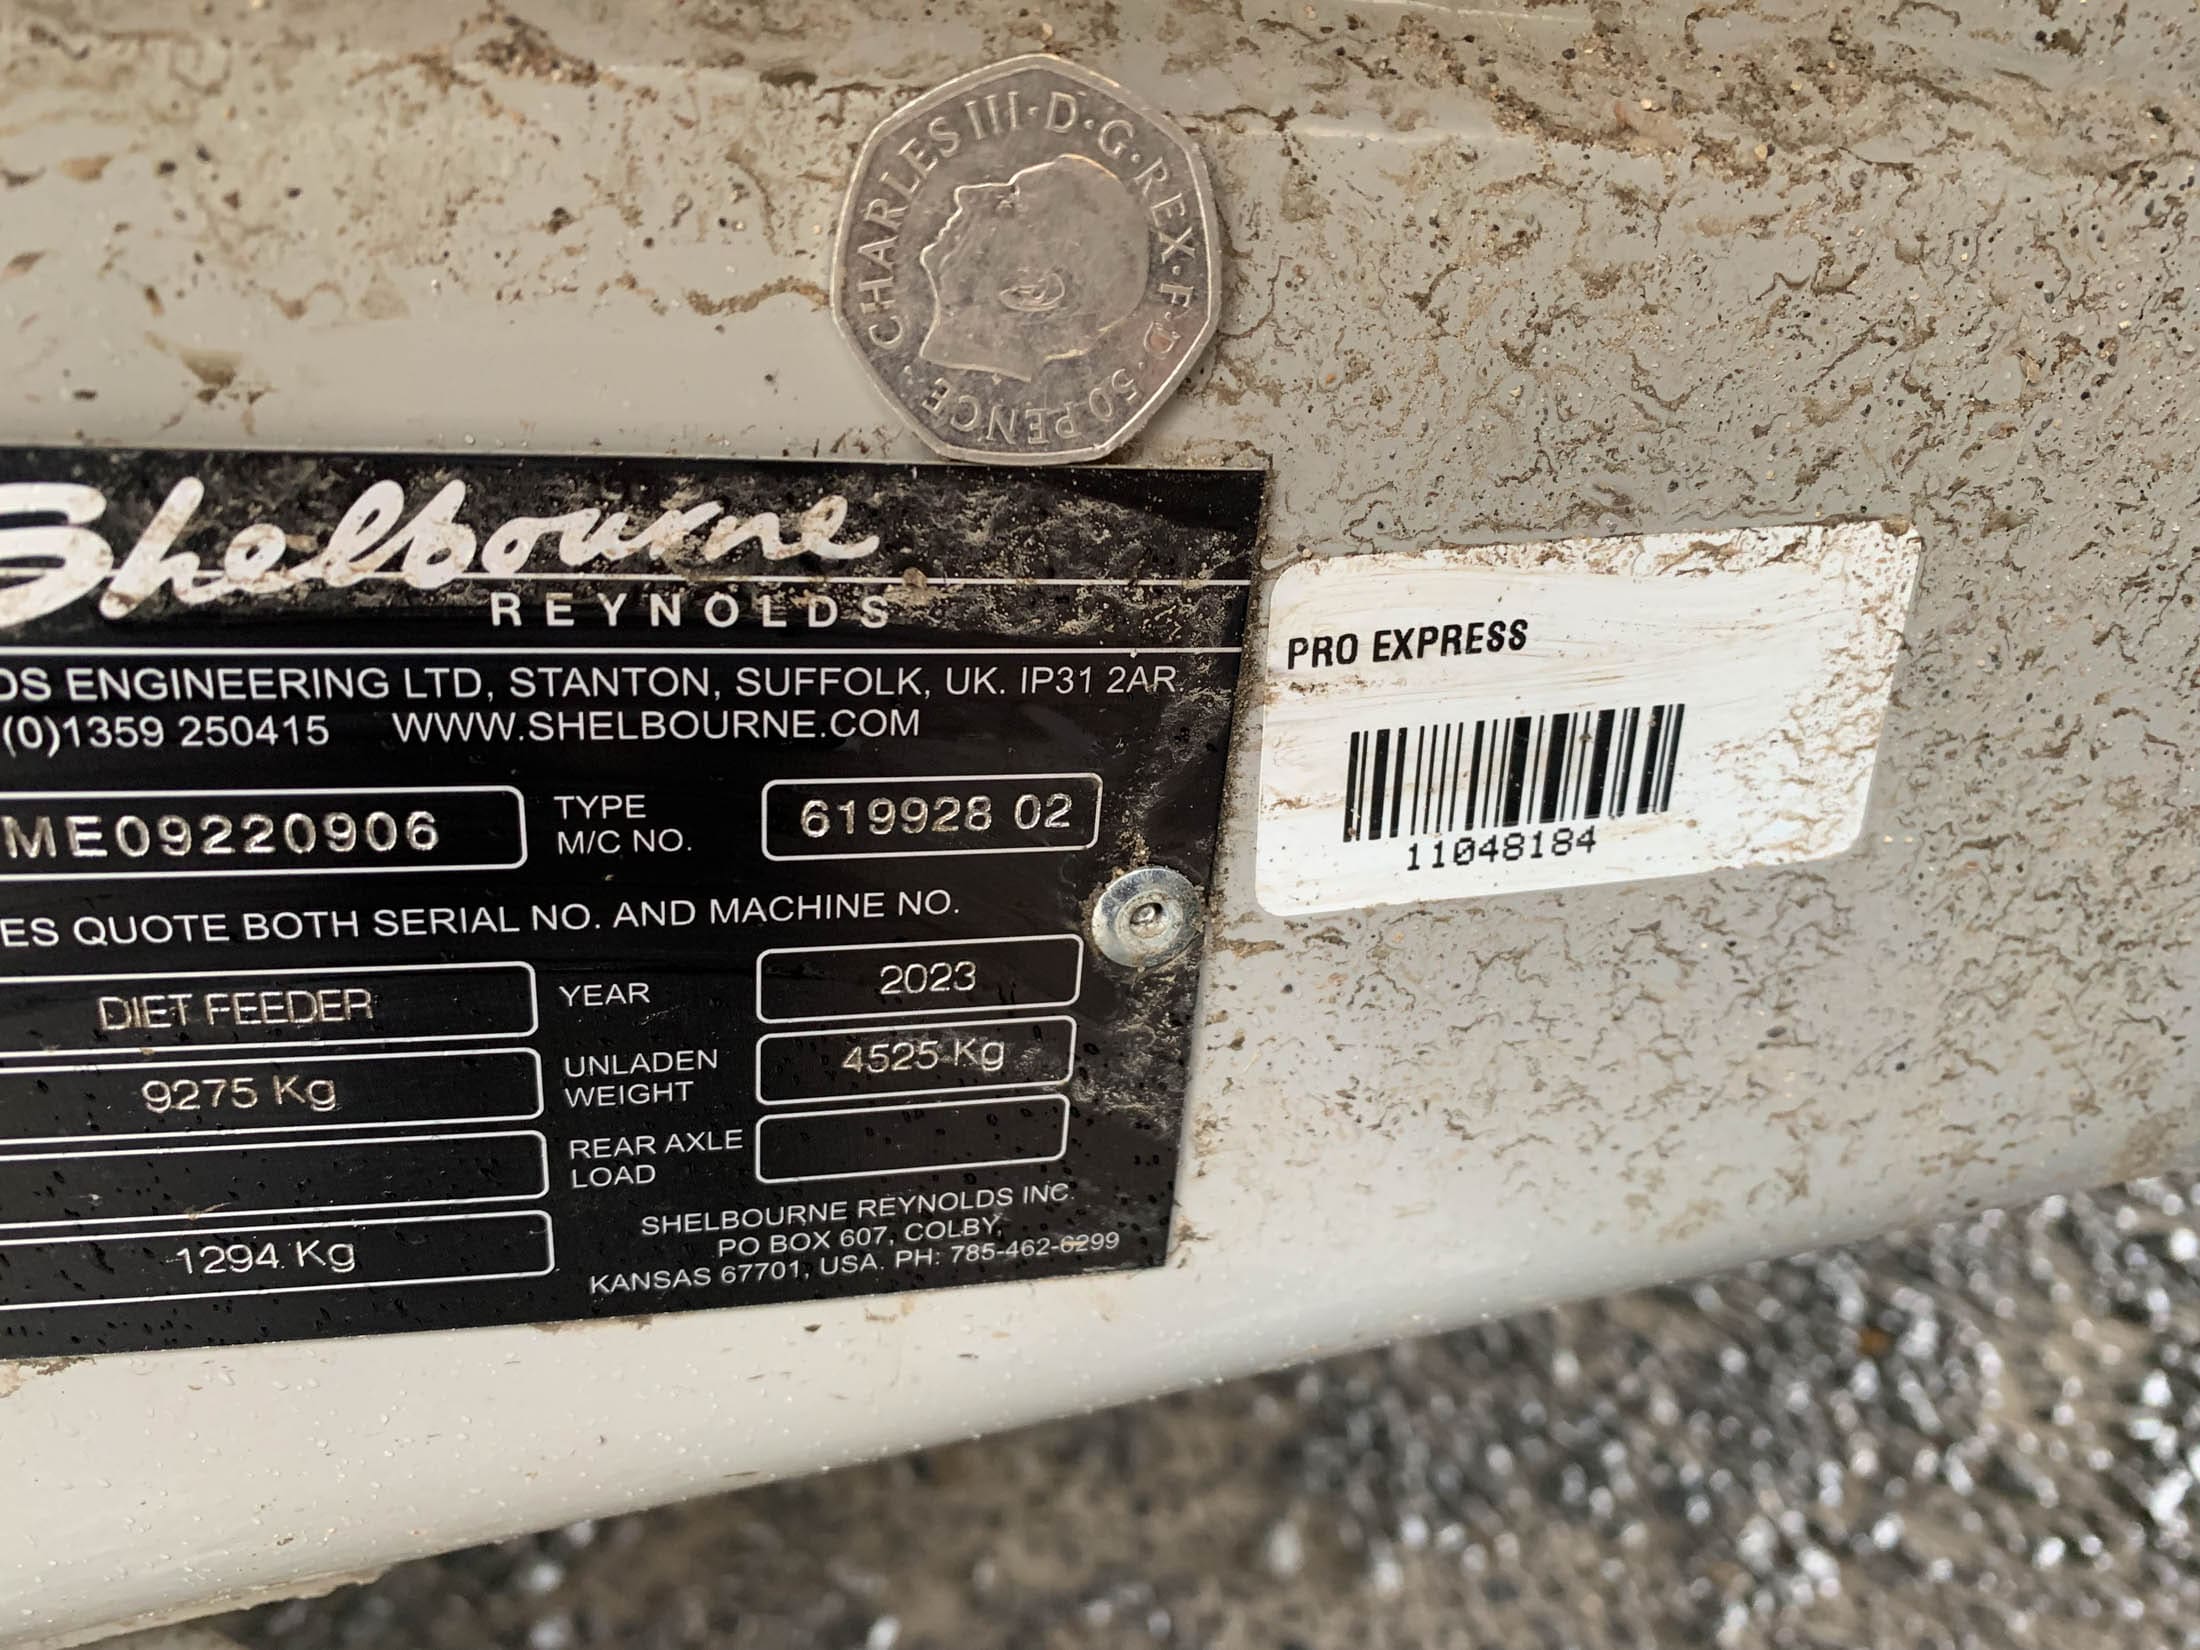 CHARLES III · D · G · REX · F · D · 50 PENCE ·
Shelbourne
REYNOLDS
DS ENGINEERING LTD, STANTON, SUFFOLK, UK. IP31 2AR.
(0)1359 250415 WWW.SHELBOURNE.COM
ME09220906 TYPE M/C NO. 619928 02
ES QUOTE BOTH SERIAL NO. AND MACHINE NO.
DIET FEEDER YEAR 2023
9275 Kg UNLADEN WEIGHT 4525 Kg
REAR AXLE LOAD
1294 Kg
SHELBOURNE REYNOLDS INC.
PO BOX 607, COLBY,
KANSAS 67701, USA. PH: 785-462-6299
PRO EXPRESS
11048184